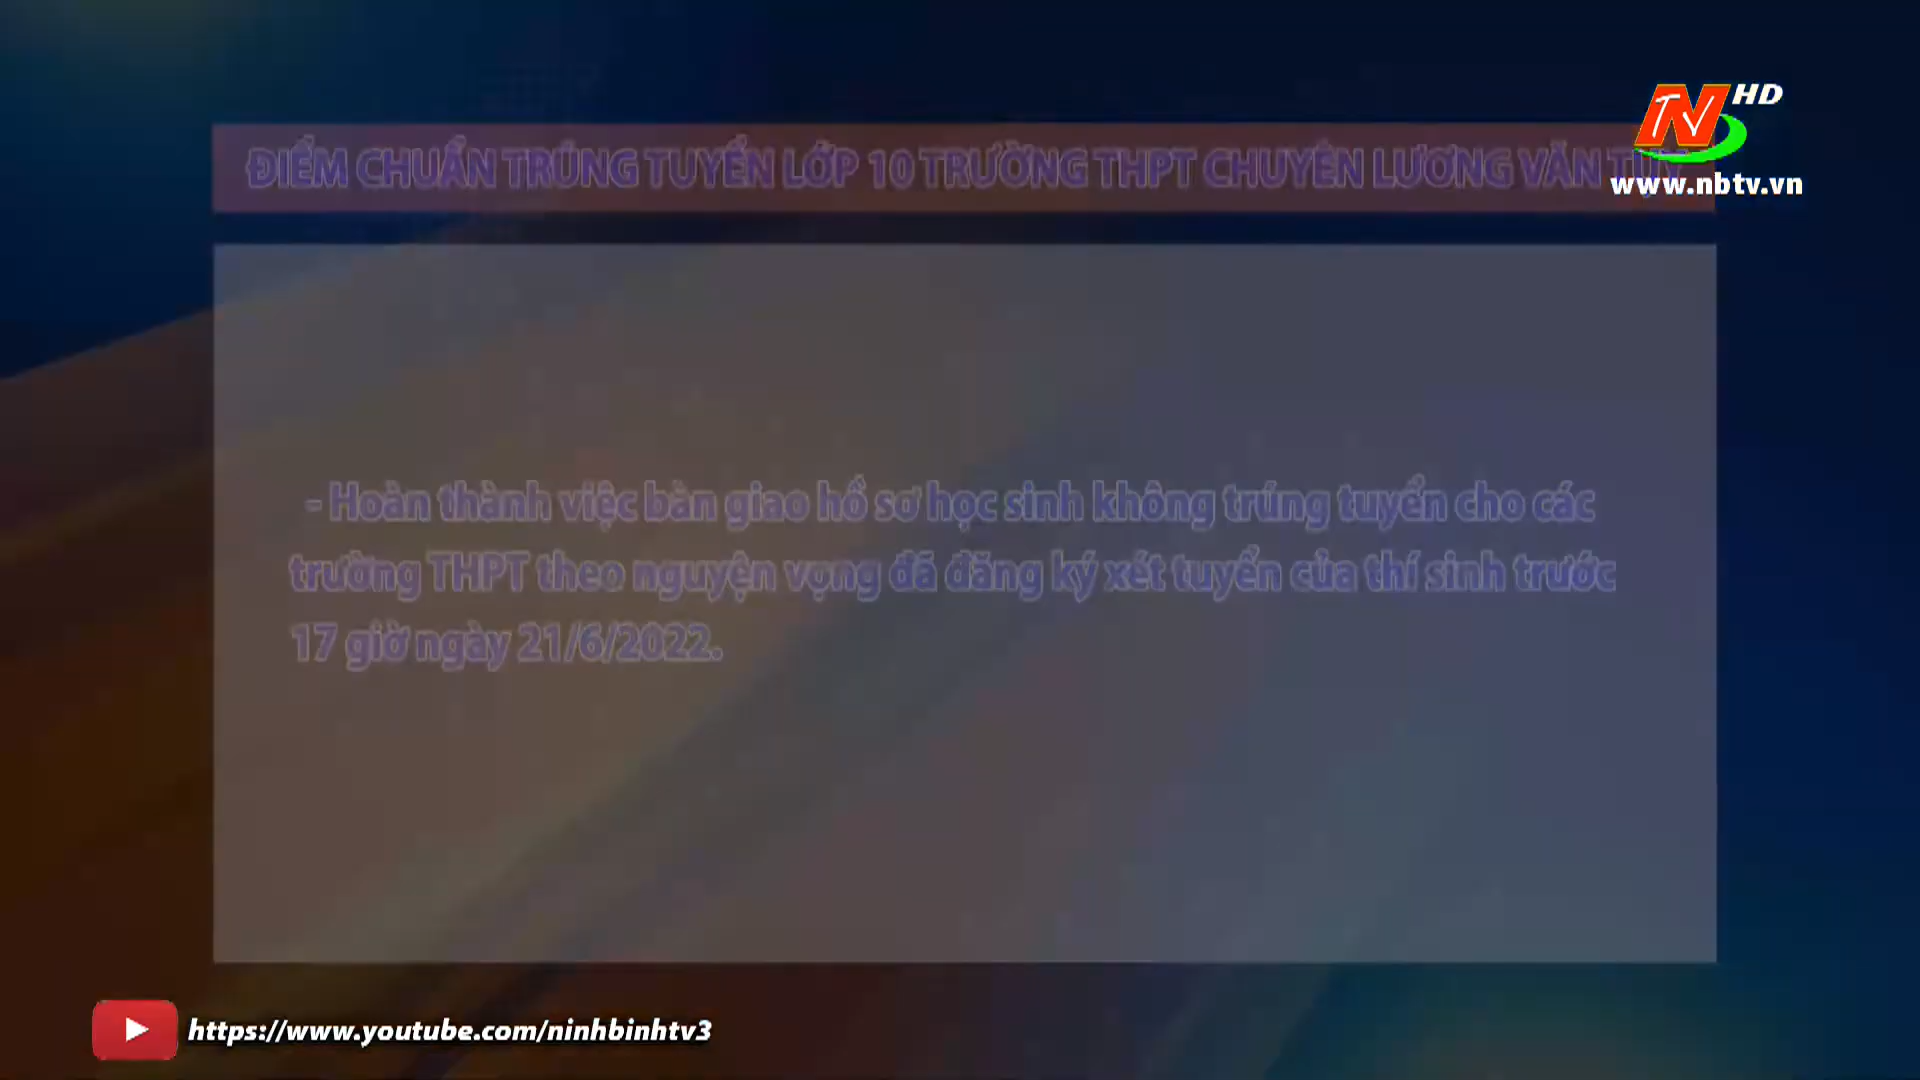 HD
www.nbtv.vn
ĐIỂM CHUẨN TRÚNG TUYỂN LỚP 10 TRƯỜNG THPT CHUYÊN LƯƠNG VĂN TỤY
- Hoàn thành việc bàn giao hồ sơ học sinh không trúng tuyển cho các
trường THPT theo nguyện vọng đã đăng ký xét tuyển của thí sinh trước
17 giờ ngày 21/6/2022.
https://www.youtube.com/ninhbinhtv3